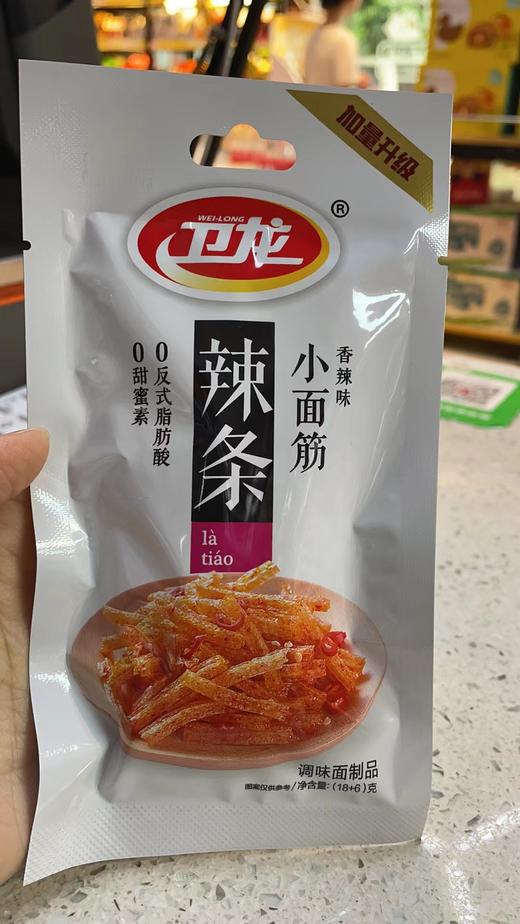 加量升级
WEI-LONG
卫龙
®
香辣味
小面筋
辣条
là
tiáo
0反式脂肪酸
0甜蜜素
调味面制品
图案仅供参考/净含量:(18+6)克